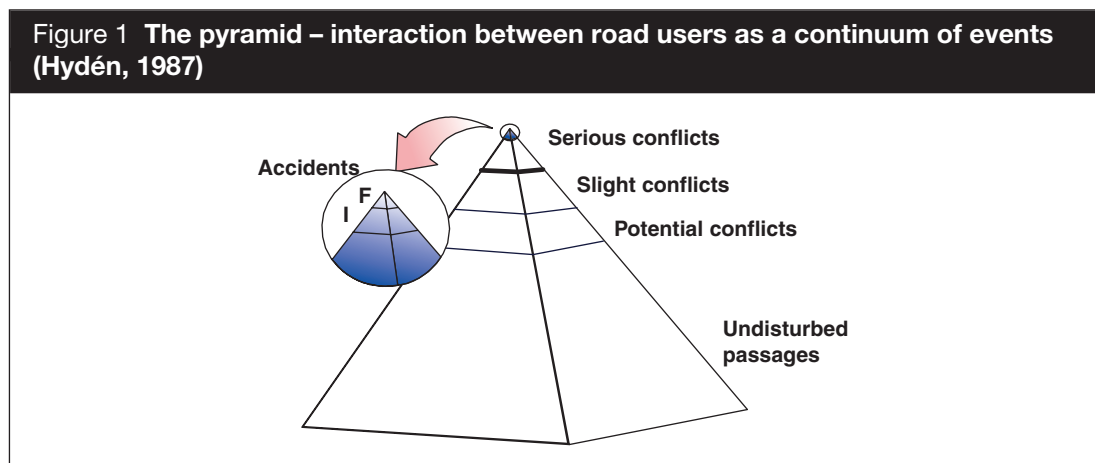 Figure 1 The pyramid – interaction between road users as a continuum of events
(Hydén, 1987)
Serious conflicts
Accidents
Slight conflicts
F
I
Potential conflicts
Undisturbed
passages